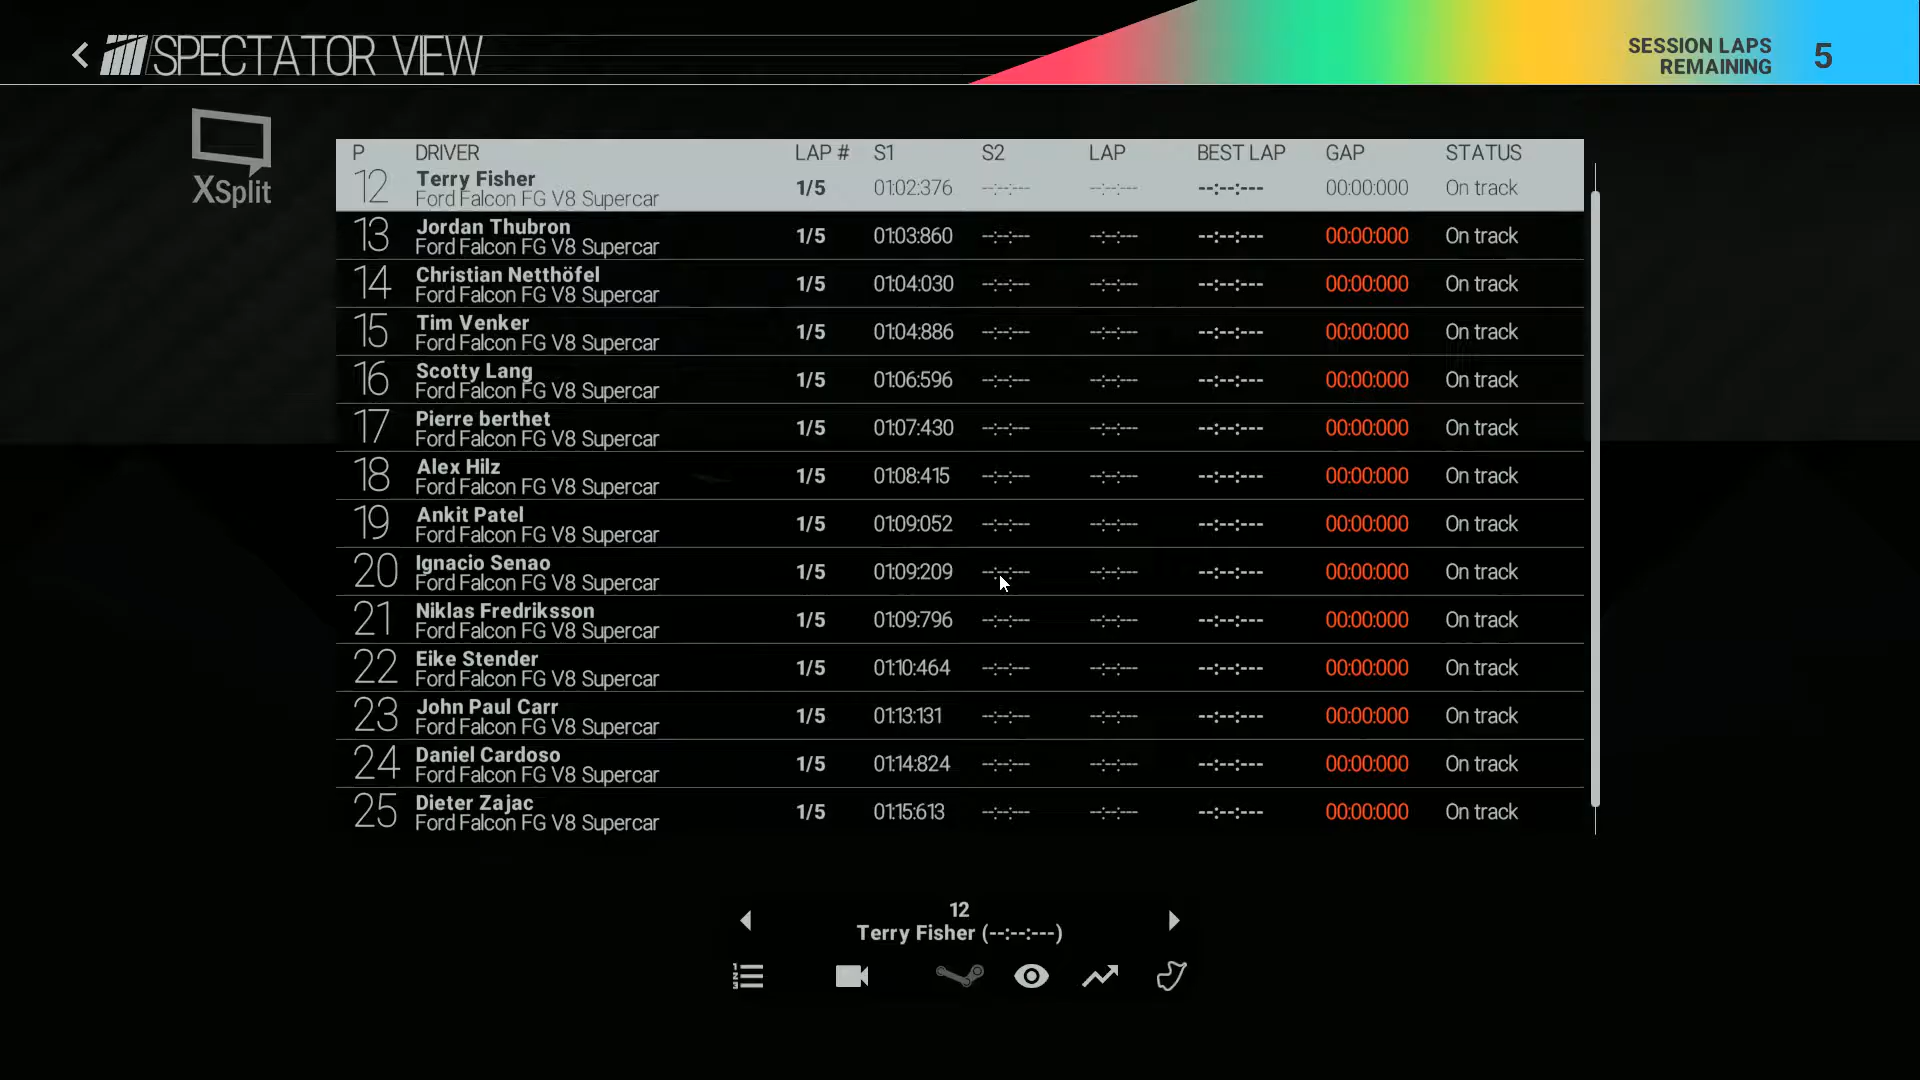 SPECTATOR VIEW
SESSION LAPS
REMAINING
5
XSplit
P DRIVER LAP # S1 S2 LAP BEST LAP GAP STATUS
12 Terry Fisher 1/5 01:02:376 --:--:--- --:--:--- --:--:--- 00:00:000 On track
Ford Falcon FG V8 Supercar
13 Jordan Thubron 1/5 01:03:860 --:--:--- --:--:--- --:--:--- 00:00:000 On track
Ford Falcon FG V8 Supercar
14 Christian Netthöfel 1/5 01:04:030 --:--:--- --:--:--- --:--:--- 00:00:000 On track
Ford Falcon FG V8 Supercar
15 Tim Venker 1/5 01:04:886 --:--:--- --:--:--- --:--:--- 00:00:000 On track
Ford Falcon FG V8 Supercar
16 Scotty Lang 1/5 01:06:596 --:--:--- --:--:--- --:--:--- 00:00:000 On track
Ford Falcon FG V8 Supercar
17 Pierre berthet 1/5 01:07:430 --:--:--- --:--:--- --:--:--- 00:00:000 On track
Ford Falcon FG V8 Supercar
18 Alex Hilz 1/5 01:08:415 --:--:--- --:--:--- --:--:--- 00:00:000 On track
Ford Falcon FG V8 Supercar
19 Ankit Patel 1/5 01:09:052 --:--:--- --:--:--- --:--:--- 00:00:000 On track
Ford Falcon FG V8 Supercar
20 Ignacio Senao 1/5 01:09:209 --:--:--- --:--:--- --:--:--- 00:00:000 On track
Ford Falcon FG V8 Supercar
21 Niklas Fredriksson 1/5 01:09:796 --:--:--- --:--:--- --:--:--- 00:00:000 On track
Ford Falcon FG V8 Supercar
22 Eike Stender 1/5 01:10:464 --:--:--- --:--:--- --:--:--- 00:00:000 On track
Ford Falcon FG V8 Supercar
23 John Paul Carr 1/5 01:13:131 --:--:--- --:--:--- --:--:--- 00:00:000 On track
Ford Falcon FG V8 Supercar
24 Daniel Cardoso 1/5 01:14:824 --:--:--- --:--:--- --:--:--- 00:00:000 On track
Ford Falcon FG V8 Supercar
25 Dieter Zajac 1/5 01:15:613 --:--:--- --:--:--- --:--:--- 00:00:000 On track
Ford Falcon FG V8 Supercar
12
Terry Fisher (--:--:---)